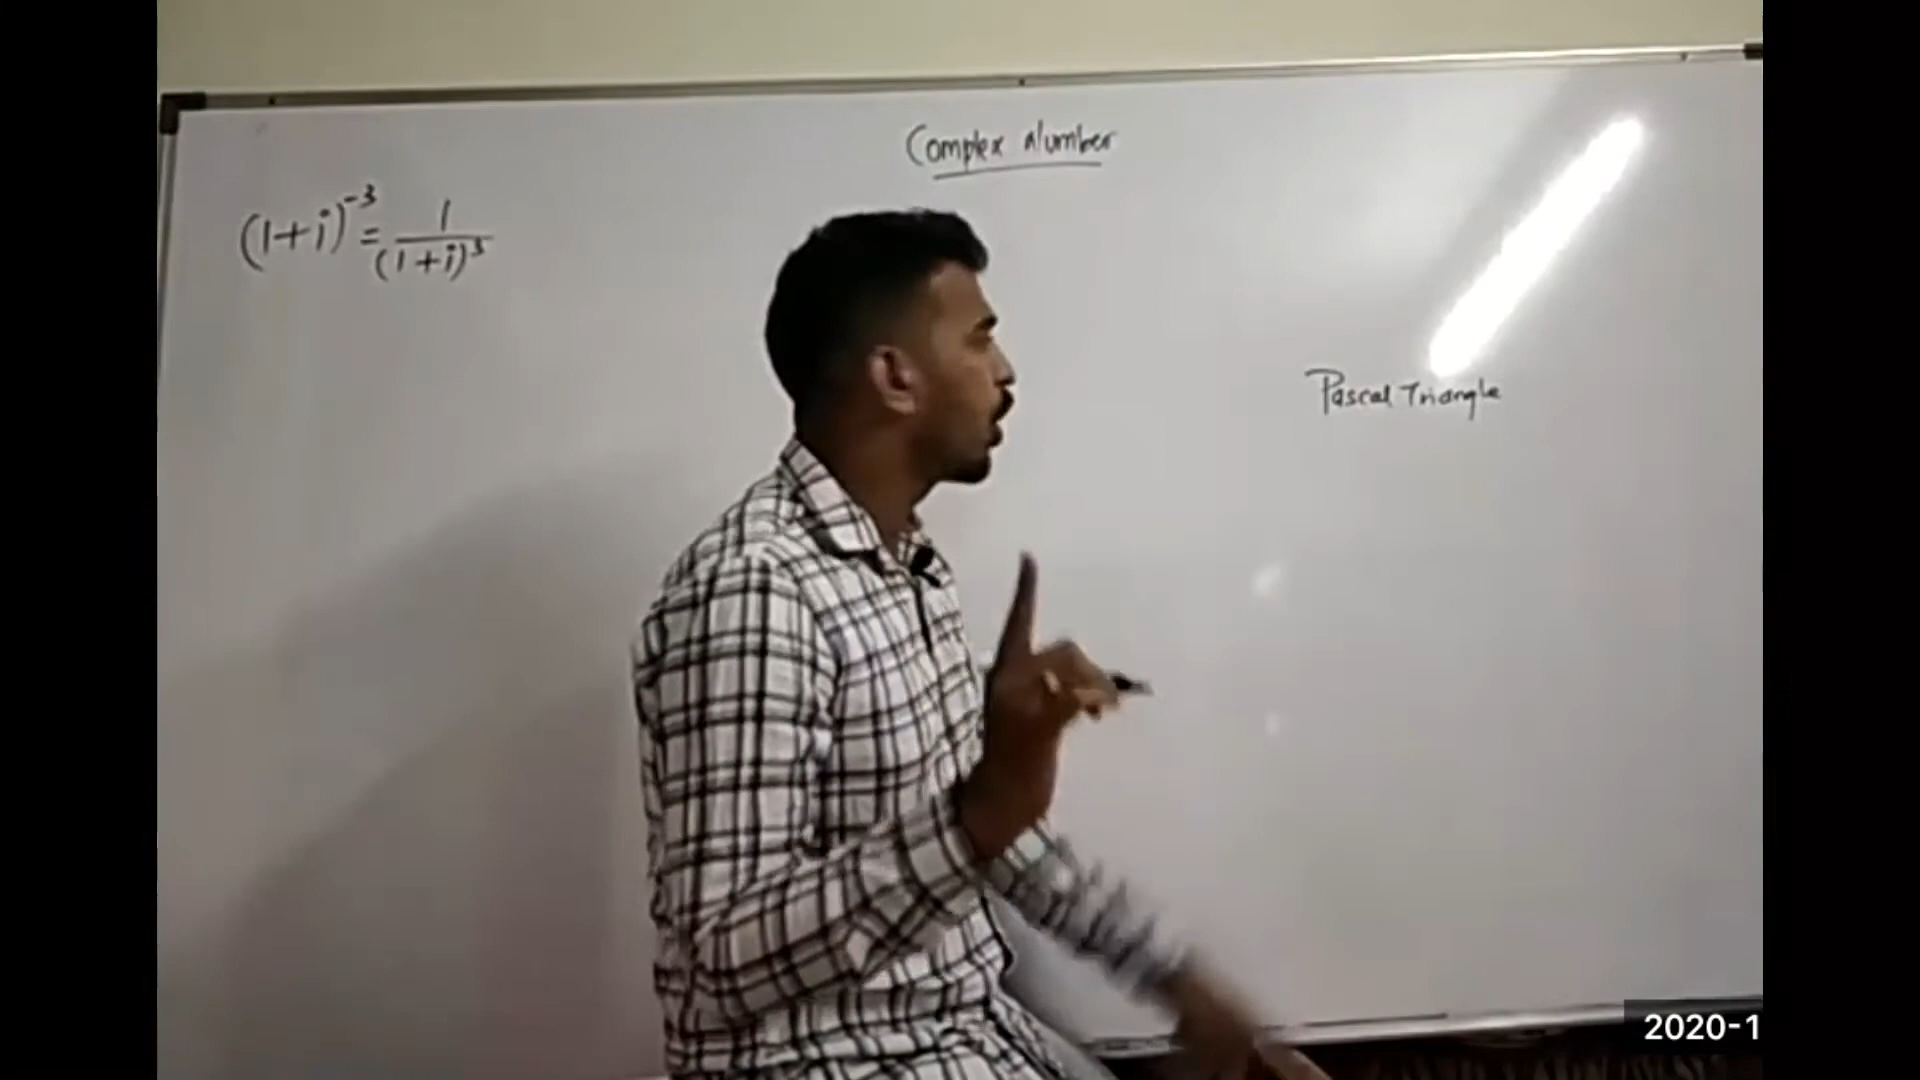 Complex Number
(1+i)^-3 = 1/(1+i)^3
Pascal Triangle
2020-1